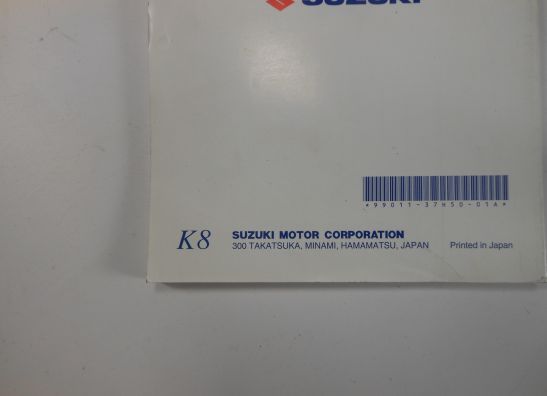 SUZUKI
*99011-37H50-01A*
K8
SUZUKI MOTOR CORPORATION
300 TAKATSUKA, MINAMI, HAMAMATSU, JAPAN Printed in Japan